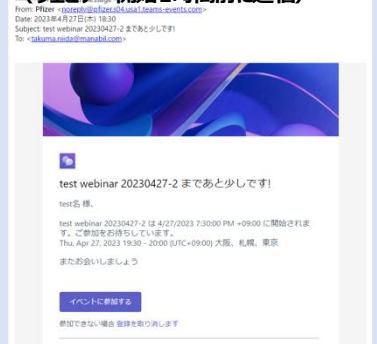 From: Pfizer <noreply@pfizer.s04.usa1.teams-events.com>
Date: 2023年4月27日(木) 18:30
Subject: test webinar 20230427-2 まであと少しです!
To: <takuma.niida@manabil.com>
test webinar 20230427-2 まであと少しです!
test名 様、
test webinar 20230427-2 は 4/27/2023 7:30:00 PM +09:00 に開始されま
す。ご参加をお待ちしています。
Thu, Apr 27, 2023 19:30 - 20:00 (UTC+09:00) 大阪、札幌、東京
またお会いしましょう
イベントに参加する
参加できない場合 登録を取り消します